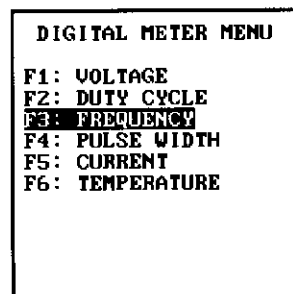 DIGITAL METER MENU
F1: VOLTAGE
F2: DUTY CYCLE
F3: FREQUENCY
F4: PULSE WIDTH
F5: CURRENT
F6: TEMPERATURE